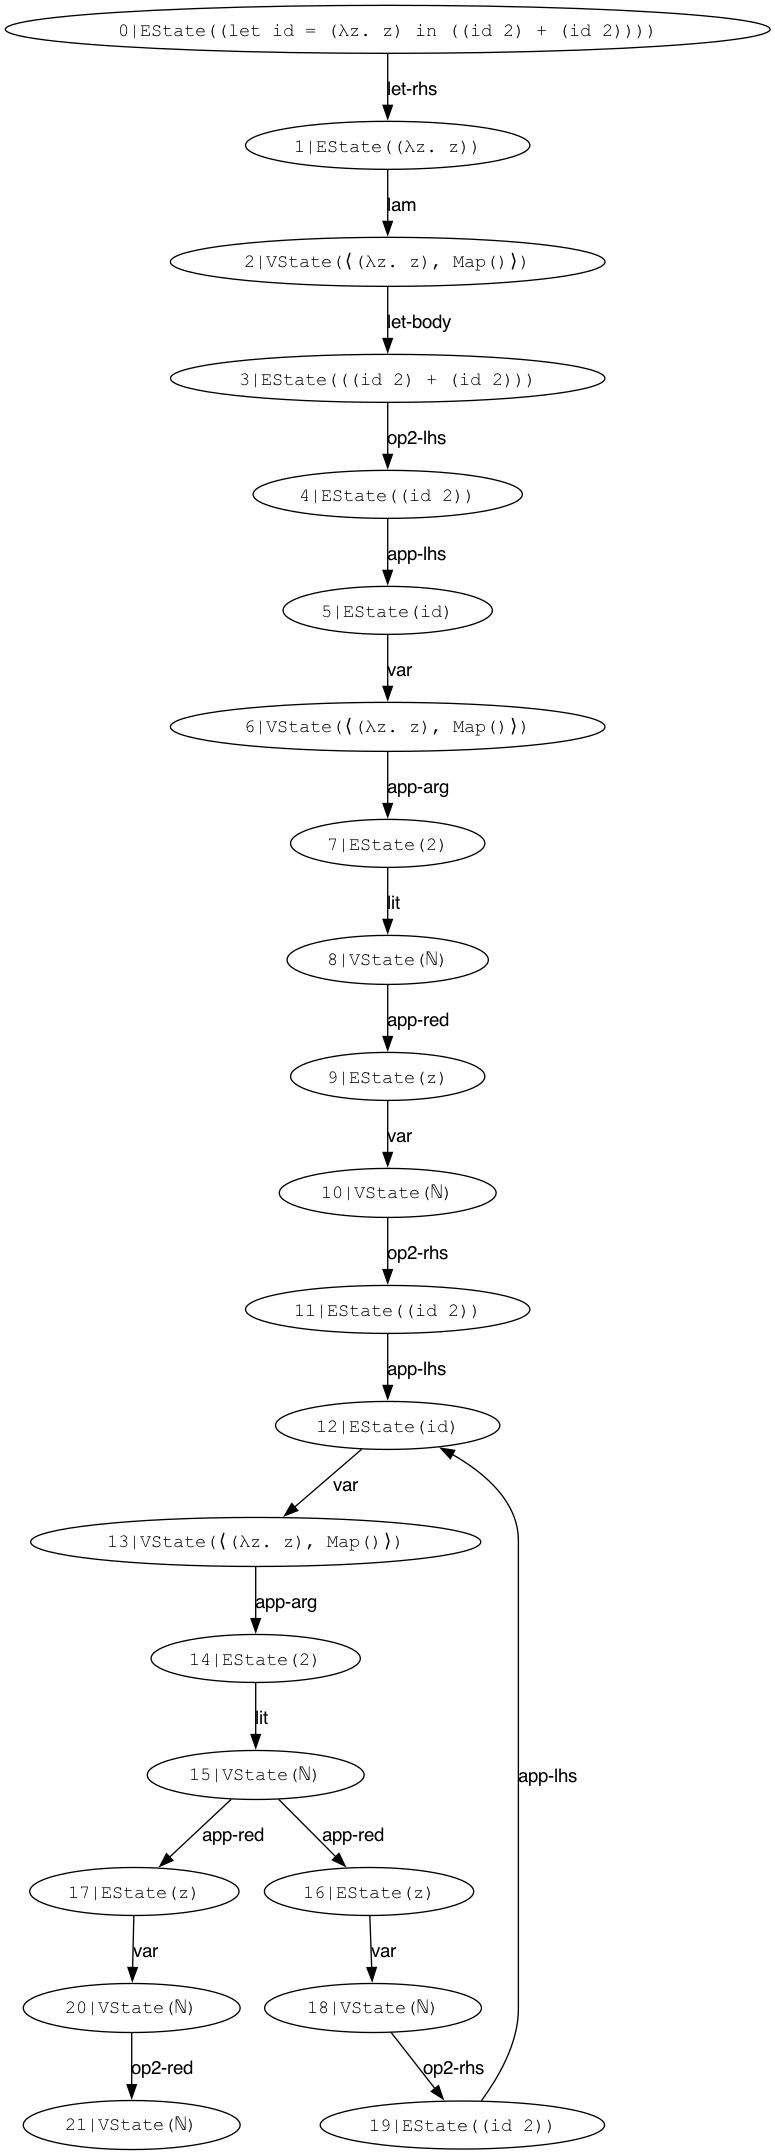 0|EState((let id = (λz. z) in ((id 2) + (id 2))))
let-rhs
1|EState((λz. z))
lam
2|VState(⟨(λz. z), Map()⟩)
let-body
3|EState(((id 2) + (id 2)))
op2-lhs
4|EState((id 2))
app-lhs
5|EState(id)
var
6|VState(⟨(λz. z), Map()⟩)
app-arg
7|EState(2)
lit
8|VState(ℕ)
app-red
9|EState(z)
var
10|VState(ℕ)
op2-rhs
11|EState((id 2))
app-lhs
12|EState(id)
var
13|VState(⟨(λz. z), Map()⟩)
app-arg
14|EState(2)
lit
15|VState(ℕ)
app-lhs
app-red app-red
17|EState(z) 16|EState(z)
var var
20|VState(ℕ) 18|VState(ℕ)
op2-red op2-rhs
21|VState(ℕ) 19|EState((id 2))